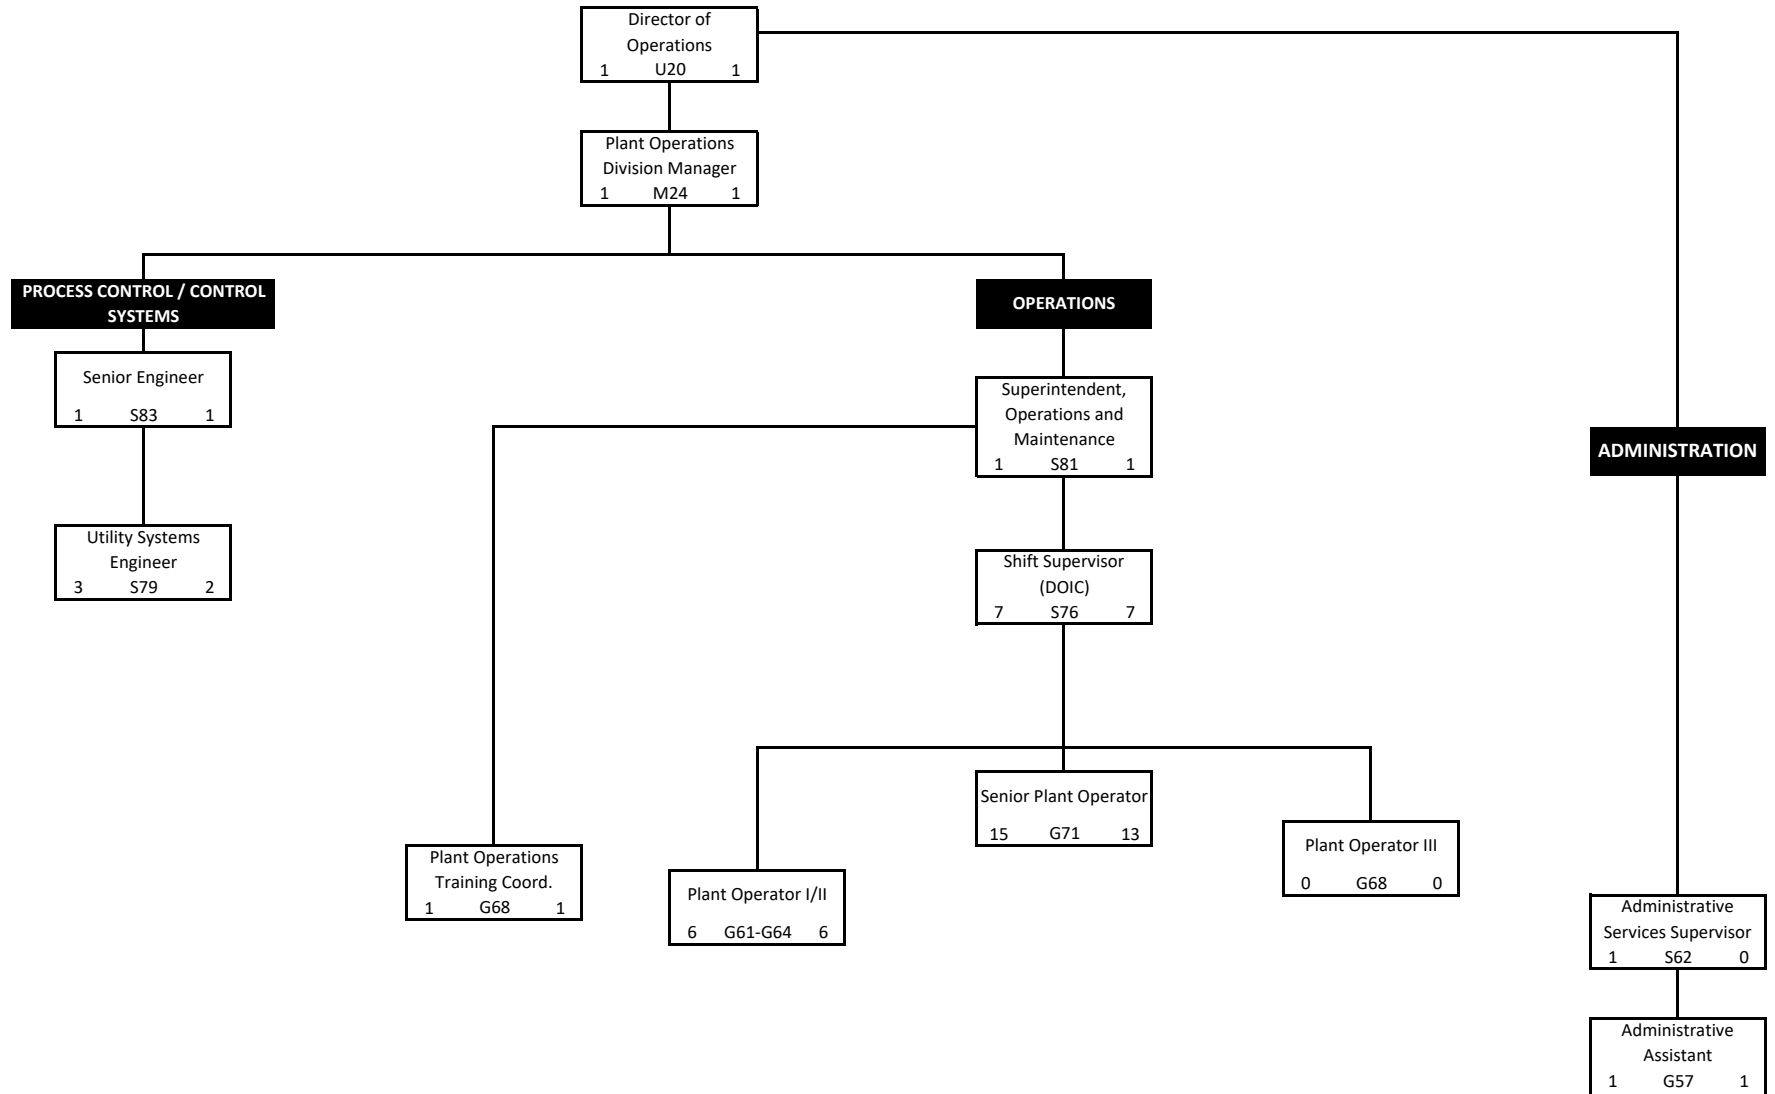 Director of
Operations
1 U20 1
Plant Operations
Division Manager
1 M24 1
PROCESS CONTROL / CONTROL
SYSTEMS
Senior Engineer
1 S83 1
Utility Systems
Engineer
3 S79 2
OPERATIONS
Superintendent,
Operations and
Maintenance
1 S81 1
Shift Supervisor
(DOIC)
7 S76 7
Plant Operations
Training Coord.
1 G68 1
Plant Operator I/II
6 G61-G64 6
Senior Plant Operator
15 G71 13
Plant Operator III
0 G68 0
ADMINISTRATION
Administrative
Services Supervisor
1 S62 0
Administrative
Assistant
1 G57 1